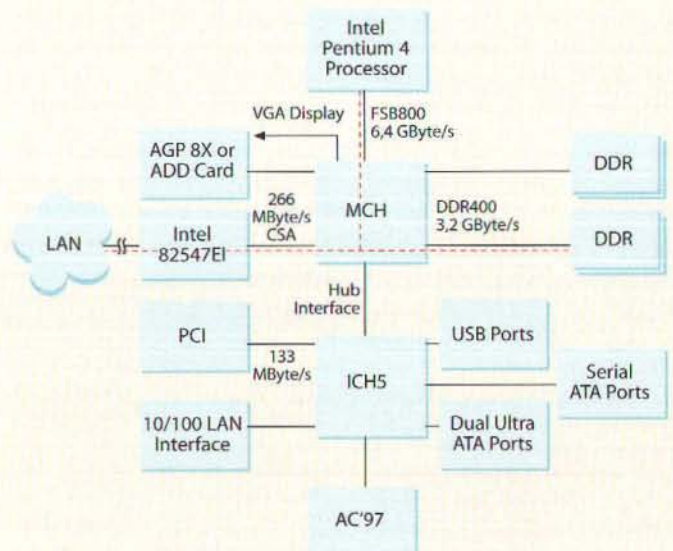 Intel
Pentium 4
Processor
VGA Display
FSB800
6,4 GByte/s
AGP 8X or
ADD Card
MCH
DDR
266
MByte/s
CSA
DDR400
3,2 GByte/s
LAN
Intel
82547EI
DDR
Hub
Interface
PCI
USB Ports
133
MByte/s
ICH5
Serial
ATA Ports
10/100 LAN
Interface
Dual Ultra
ATA Ports
AC'97